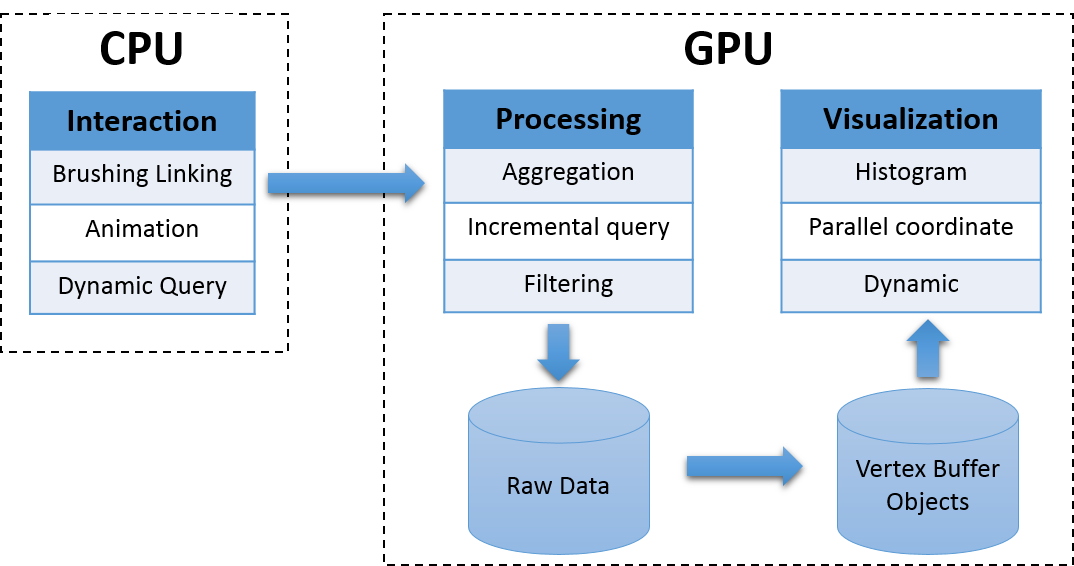 CPU
Interaction
Brushing Linking
Animation
Dynamic Query
GPU
Processing
Aggregation
Incremental query
Filtering
Visualization
Histogram
Parallel coordinate
Dynamic
Raw Data
Vertex Buffer
Objects